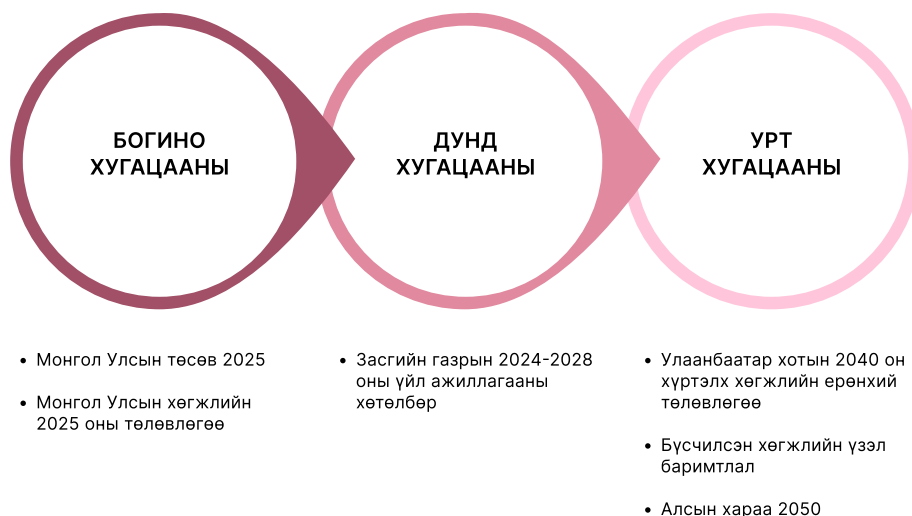 БОГИНО
ХУГАЦААНЫ
ДУНД
ХУГАЦААНЫ
УРТ
ХУГАЦААНЫ
• Монгол Улсын төсөв 2025
• Монгол Улсын хөгжлийн
2025 оны төлөвлөгөө
• Засгийн газрын 2024-2028
оны үйл ажиллагааны
хөтөлбөр
• Улаанбаатар хотын 2040 он
хүртэлх хөгжлийн ерөнхий
төлөвлөгөө
• Бүсчилсэн хөгжлийн үзэл
баримтлал
• Алсын хараа 2050